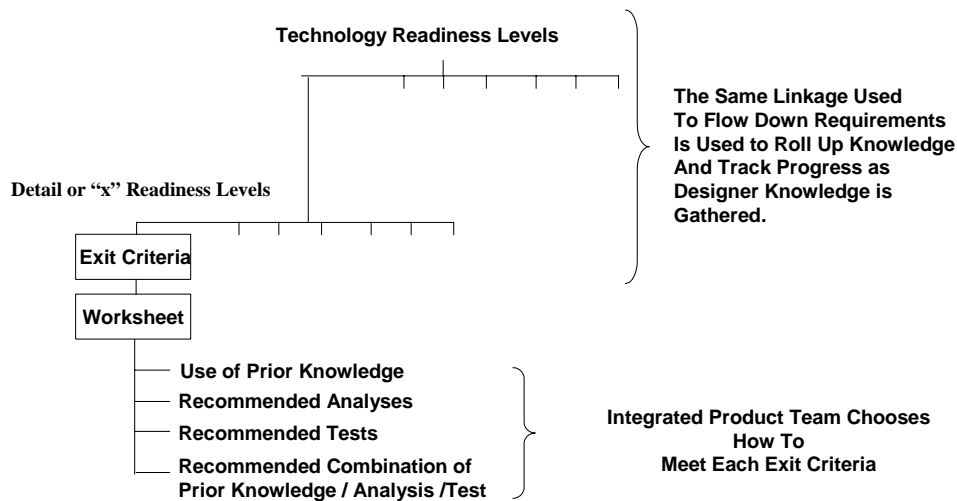 Technology Readiness Levels
The Same Linkage Used
To Flow Down Requirements
Is Used to Roll Up Knowledge
And Track Progress as
Designer Knowledge is
Gathered.
Detail or “x” Readiness Levels
Exit Criteria
Worksheet
Use of Prior Knowledge
Recommended Analyses
Recommended Tests
Recommended Combination of
Prior Knowledge / Analysis /Test
Integrated Product Team Chooses
How To
Meet Each Exit Criteria